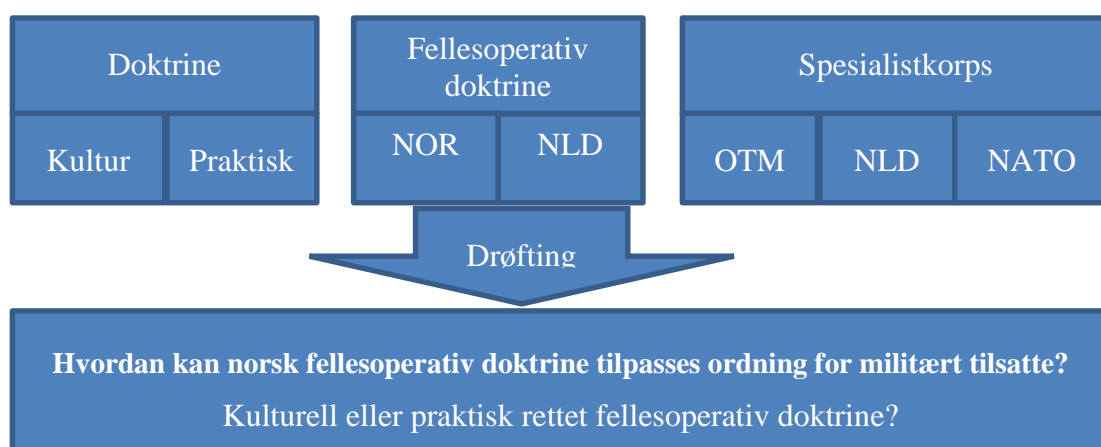 Doktrine
Kultur
Praktisk
Fellesoperativ
doktrine
NOR
NLD
Spesialistkorps
OTM
NLD
NATO
Drøfting
Hvordan kan norsk fellesoperativ doktrine tilpasses ordning for militært tilsatte?
Kulturell eller praktisk rettet fellesoperativ doktrine?